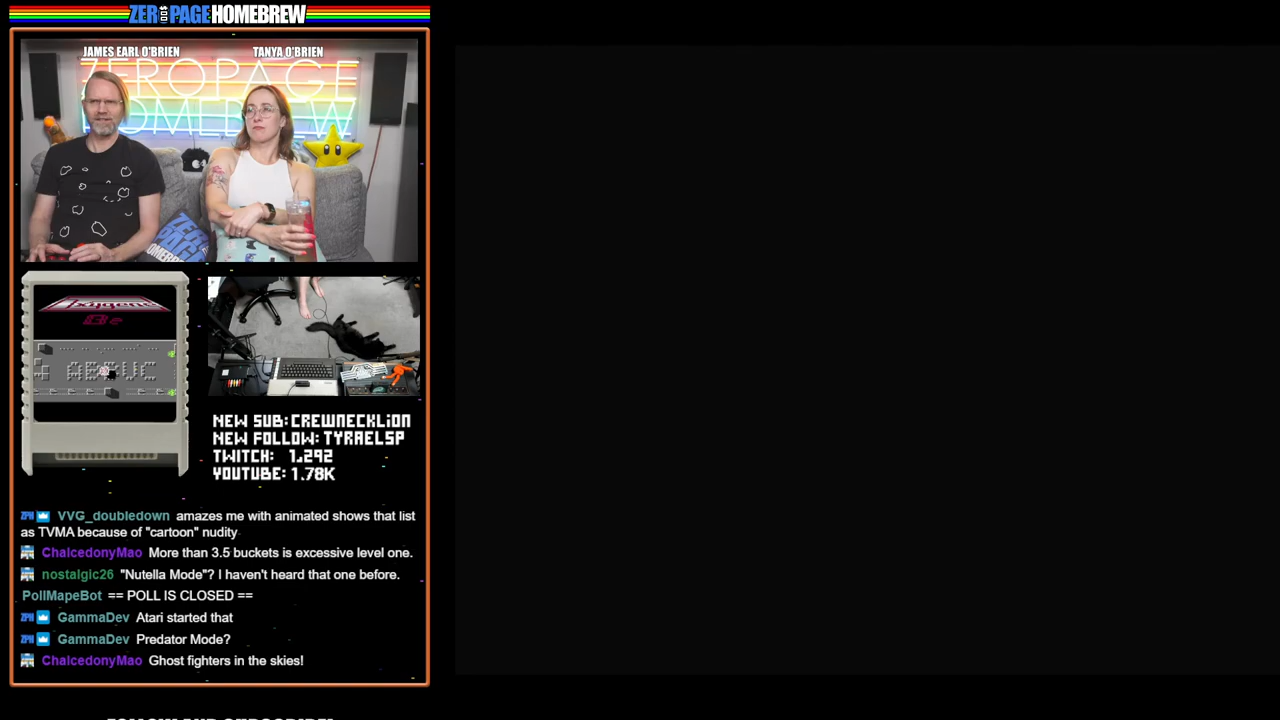 ZEROPAGE HOMEBREW
JAMES EARL O'BRIEN
TANYA O'BRIEN
ZEROPAGE
HOMEBREW
ABBUC
NEW SUB: CREWNECKLION
NEW FOLLOW: TYRAELSP
TWITCH: 1,292
YOUTUBE: 1.78K
VVG_doubledown amazes me with animated shows that list
as TVMA because of "cartoon" nudity
ChalcedonyMao More than 3.5 buckets is excessive level one.
nostalgic26 "Nutella Mode"? I haven't heard that one before.
PollMapeBot == POLL IS CLOSED ==
GammaDev Atari started that
GammaDev Predator Mode?
ChalcedonyMao Ghost fighters in the skies!